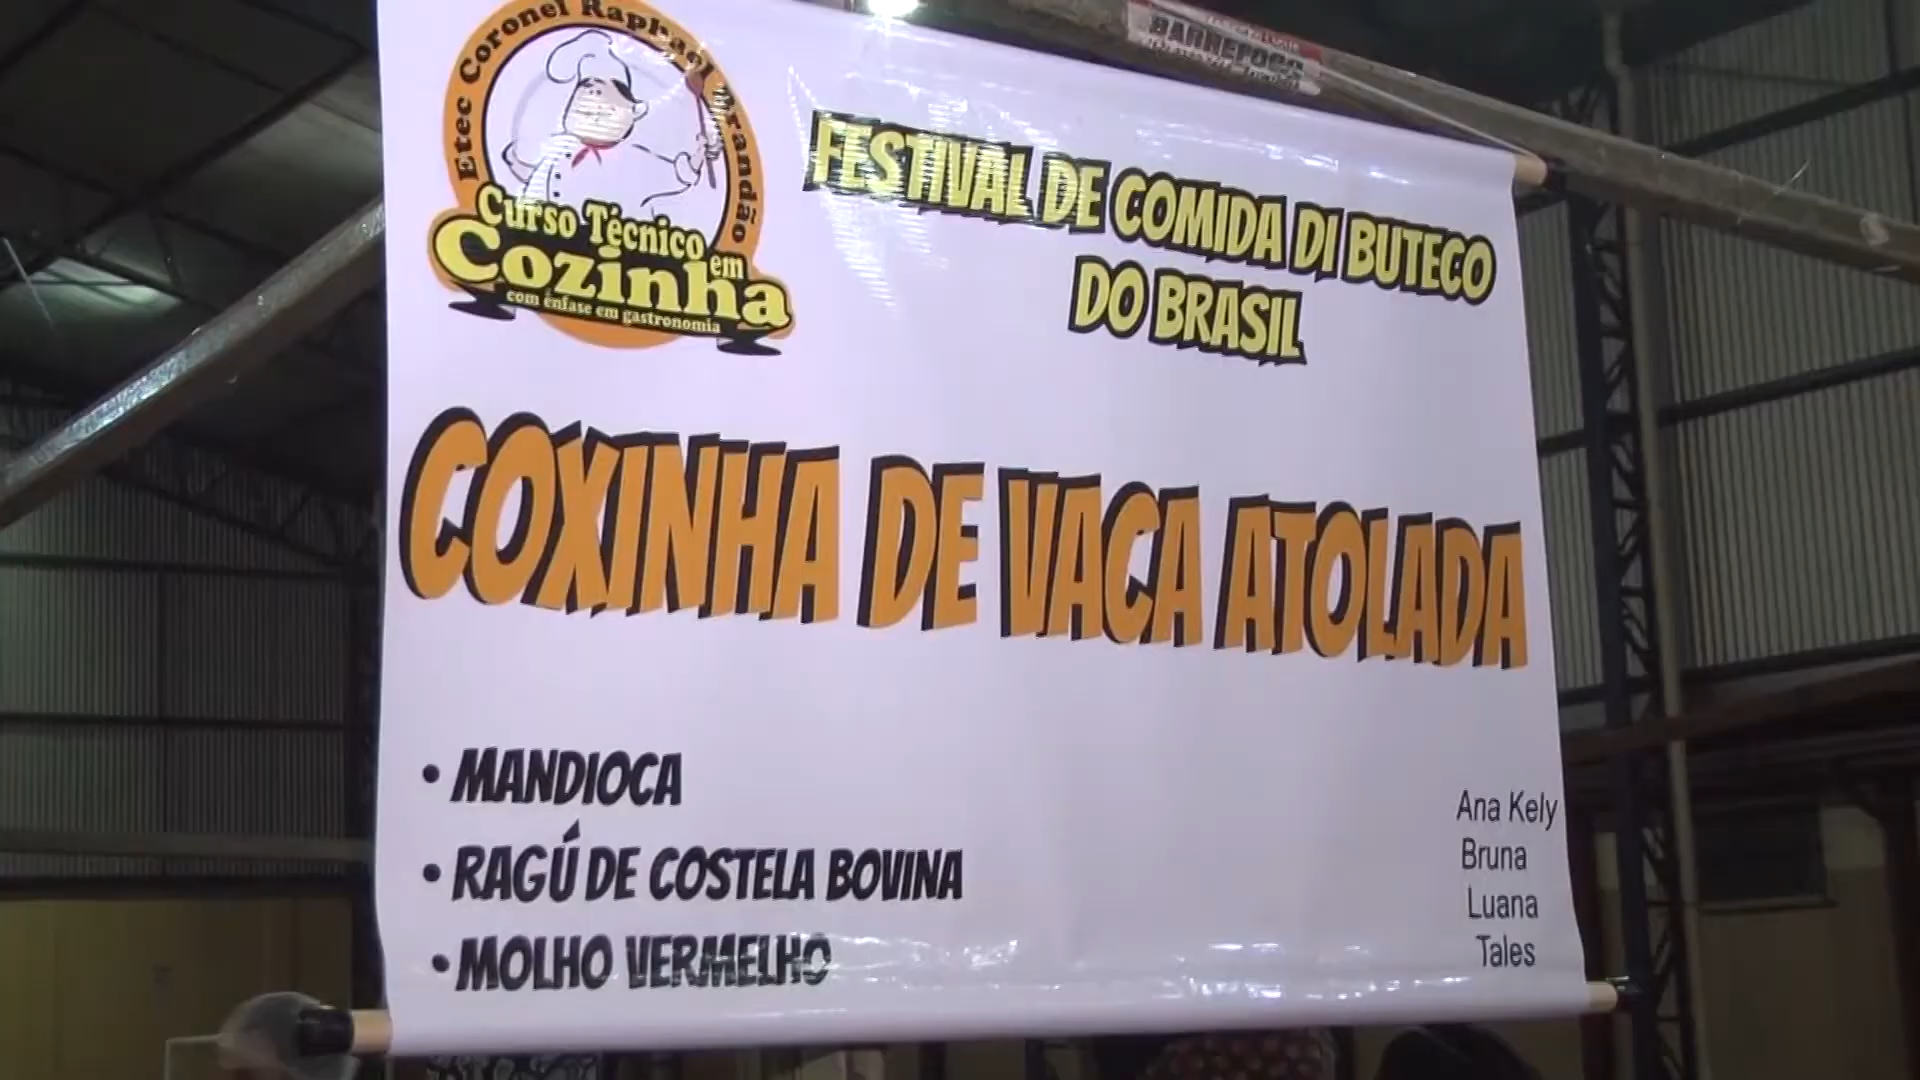 Etec Coronel Raphael Brandão
Curso Técnico em
Cozinha
com ênfase em gastronomia
FESTIVAL DE COMIDA DI BUTECO
DO BRASIL
COXINHA DE VACA ATOLADA
• MANDIOCA
• RAGÚ DE COSTELA BOVINA
• MOLHO VERMELHO
Ana Kely
Bruna
Luana
Tales